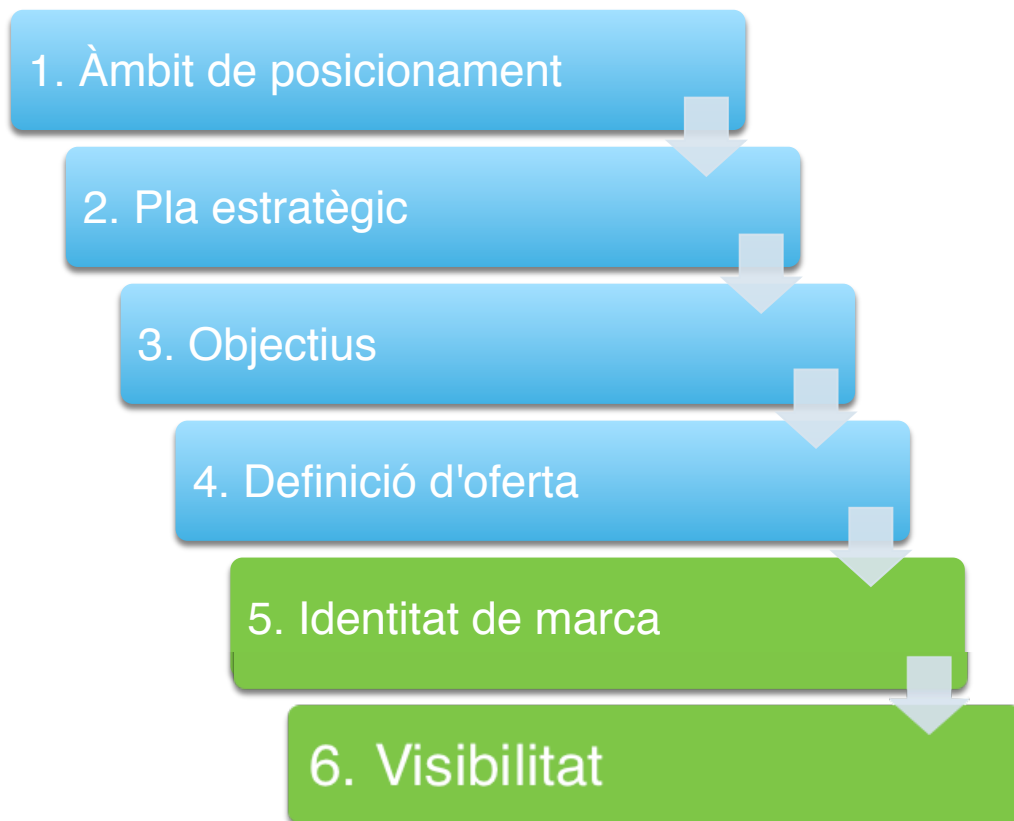 1. Àmbit de posicionament
2. Pla estratègic
3. Objectius
4. Definició d'oferta
5. Identitat de marca
6. Visibilitat